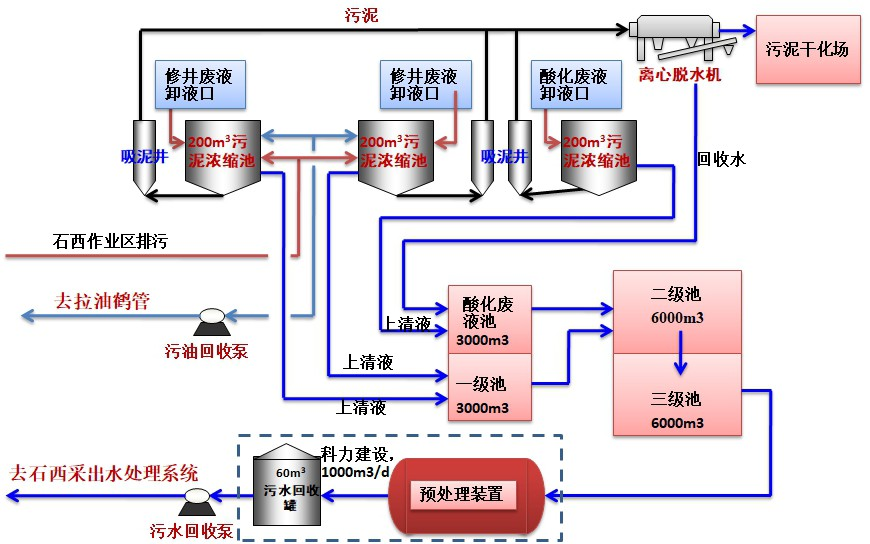 污泥
污泥干化场
离心脱水机
修井废液
卸液口
修井废液
卸液口
酸化废液
卸液口
吸泥井
200m³污
泥浓缩池
200m³污
泥浓缩池
吸泥井
200m³污
泥浓缩池
回收水
石西作业区排污
去拉油鹤管
污油回收泵
酸化废
液池
3000m3
上清液
二级池
6000m3
上清液
一级池
3000m3
上清液
三级池
6000m3
科力建设，
1000m3/d
60m³
污水回收
罐
预处理装置
去石西采出水处理系统
污水回收泵